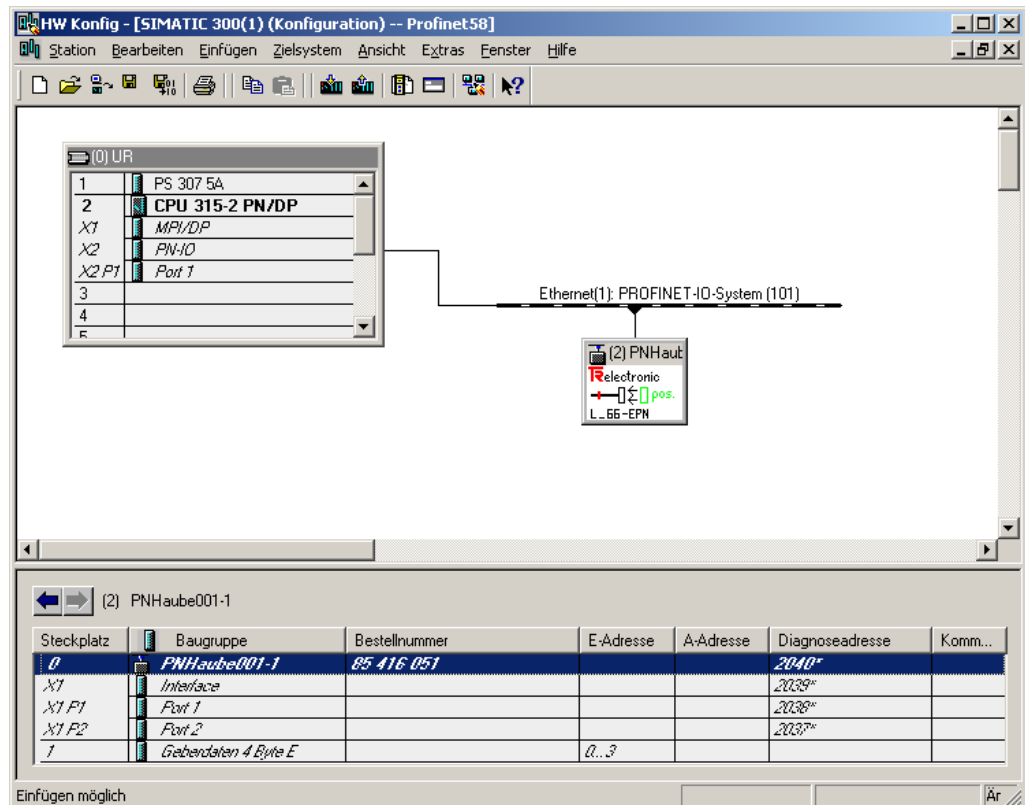 HW Konfig - [SIMATIC 300(1) (Konfiguration) -- Profinet58]
Station Bearbeiten Einfügen Zielsystem Ansicht Extras Fenster Hilfe
(0) UR
1 PS 307 5A
2 CPU 315-2 PN/DP
X1 MPI/DP
X2 PN-IO
X2 P1 Port 1
3
4
5
Ethernet(1): PROFINET-IO-System (101)
(2) PNHaub
TRelectronic
pos.
L_66-EPN
(2) PNHaube001-1
Steckplatz Baugruppe Bestellnummer E-Adresse A-Adresse Diagnoseadresse Komm...
0 PNHaube001-1 85 416 051 2040*
X1 Interface 2039*
X1 P1 Port 1 2038*
X1 P2 Port 2 2037*
1 Geberdaten 4 Byte E 0...3
Einfügen möglich Är